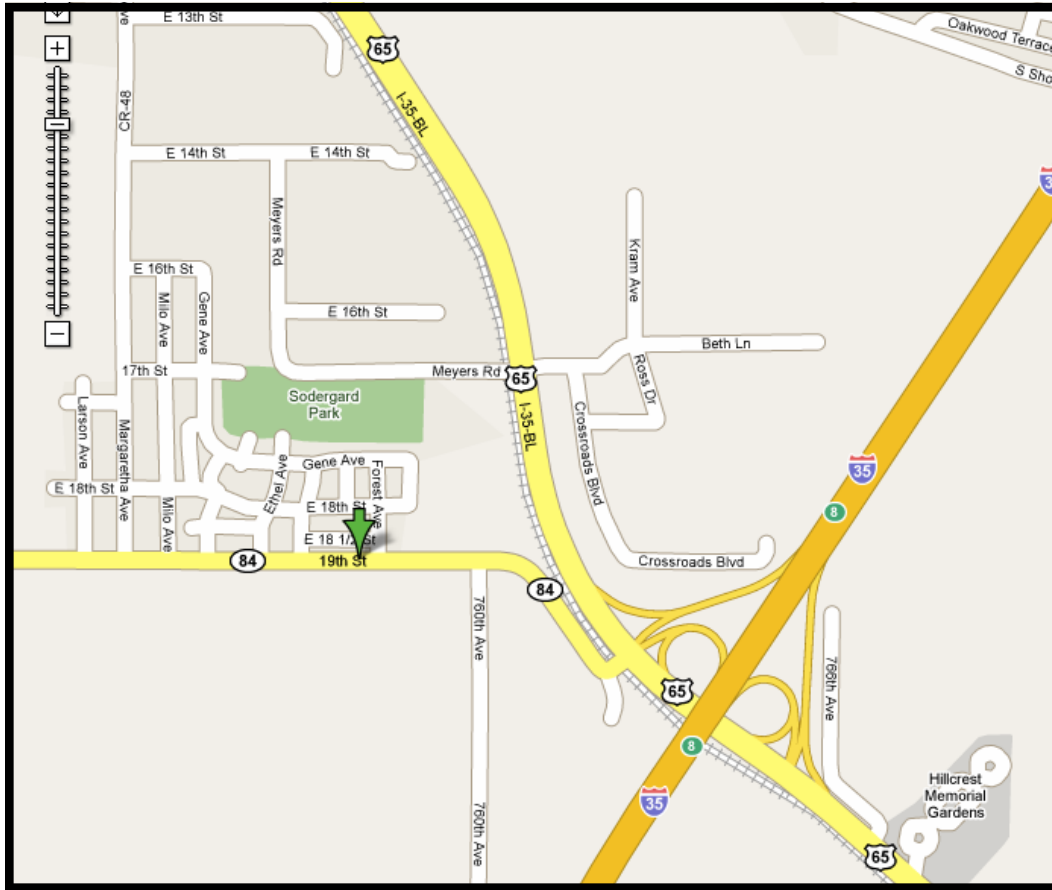 E 13th St
65
Oakwood Terrace
S Sho
CR-48
I-35-BL
E 14th St
E 14th St
Meyers Rd
Kram Ave
E 16th St
Milo Ave
Gene Ave
E 16th St
Beth Ln
17th St
Meyers Rd
65
Ross Dr
Sodergard
Park
I-35-BL
Larson Ave
Margaretha Ave
Crossroads Blvd
Gene Ave
Forest Ave
Ethel Ave
35
E 18th St
Milo Ave
E 18th St
8
E 18 1/2 St
84
19th St
Crossroads Blvd
84
760th Ave
766th Ave
65
8
Hillcrest
Memorial
Gardens
35
760th Ave
65